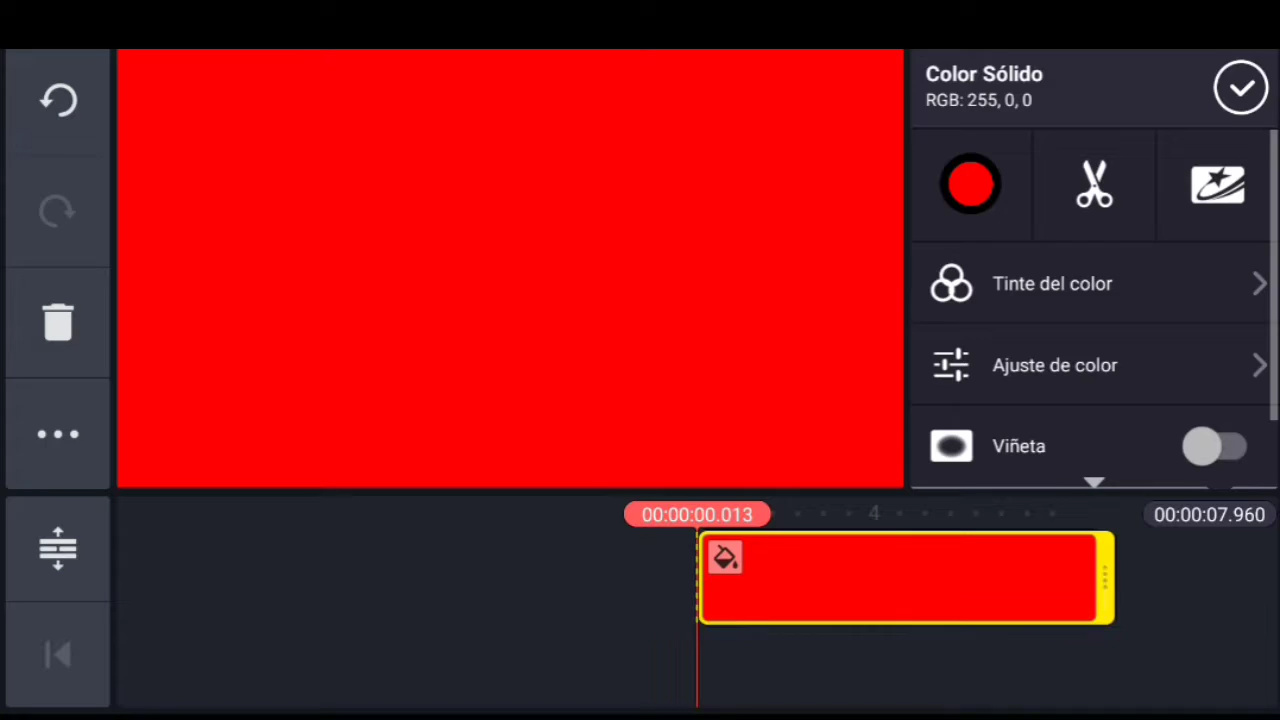 Color Sólido
RGB: 255, 0, 0
Tinte del color
Ajuste de color
Viñeta
00:00:00.013
4
00:00:07.960